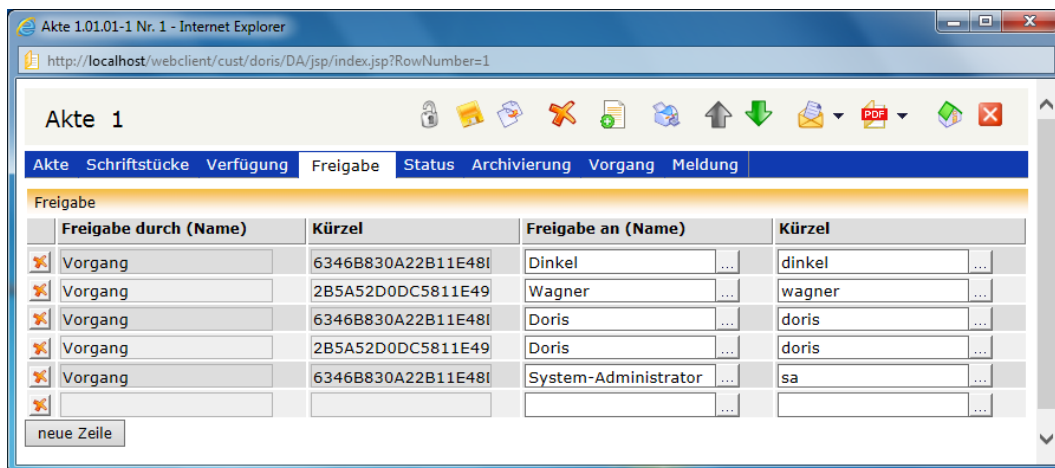 Akte 1.01.01-1 Nr. 1 - Internet Explorer
http://localhost/webclient/cust/doris/DA/jsp/index.jsp?RowNumber=1
Akte 1
PDF
Akte Schriftstücke Verfügung Freigabe Status Archivierung Vorgang Meldung
Freigabe
Freigabe durch (Name) Kürzel Freigabe an (Name) Kürzel
Vorgang 6346B830A22B11E48 Dinkel ... dinkel ...
Vorgang 2B5A52D0DC5811E49 Wagner ... wagner ...
Vorgang 6346B830A22B11E48 Doris ... doris ...
Vorgang 2B5A52D0DC5811E49 Doris ... doris ...
Vorgang 6346B830A22B11E48 System-Administrator ... sa ...
... ...
neue Zeile